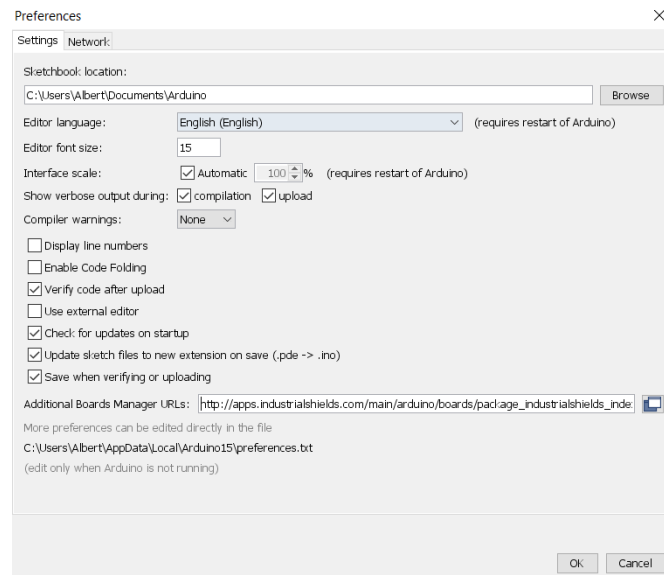 Preferences
Settings Network
Sketchbook location:
C:\Users\Albert\Documents\Arduino Browse
Editor language: English (English) (requires restart of Arduino)
Editor font size: 15
Interface scale: Automatic 100 % (requires restart of Arduino)
Show verbose output during: compilation upload
Compiler warnings: None
Display line numbers
Enable Code Folding
Verify code after upload
Use external editor
Check for updates on startup
Update sketch files to new extension on save (.pde -> .ino)
Save when verifying or uploading
Additional Boards Manager URLs: http://apps.industrialshields.com/main/arduino/boards/package_industrialshields_inde
More preferences can be edited directly in the file
C:\Users\Albert\AppData\Local\Arduino15\preferences.txt
(edit only when Arduino is not running)
OK Cancel